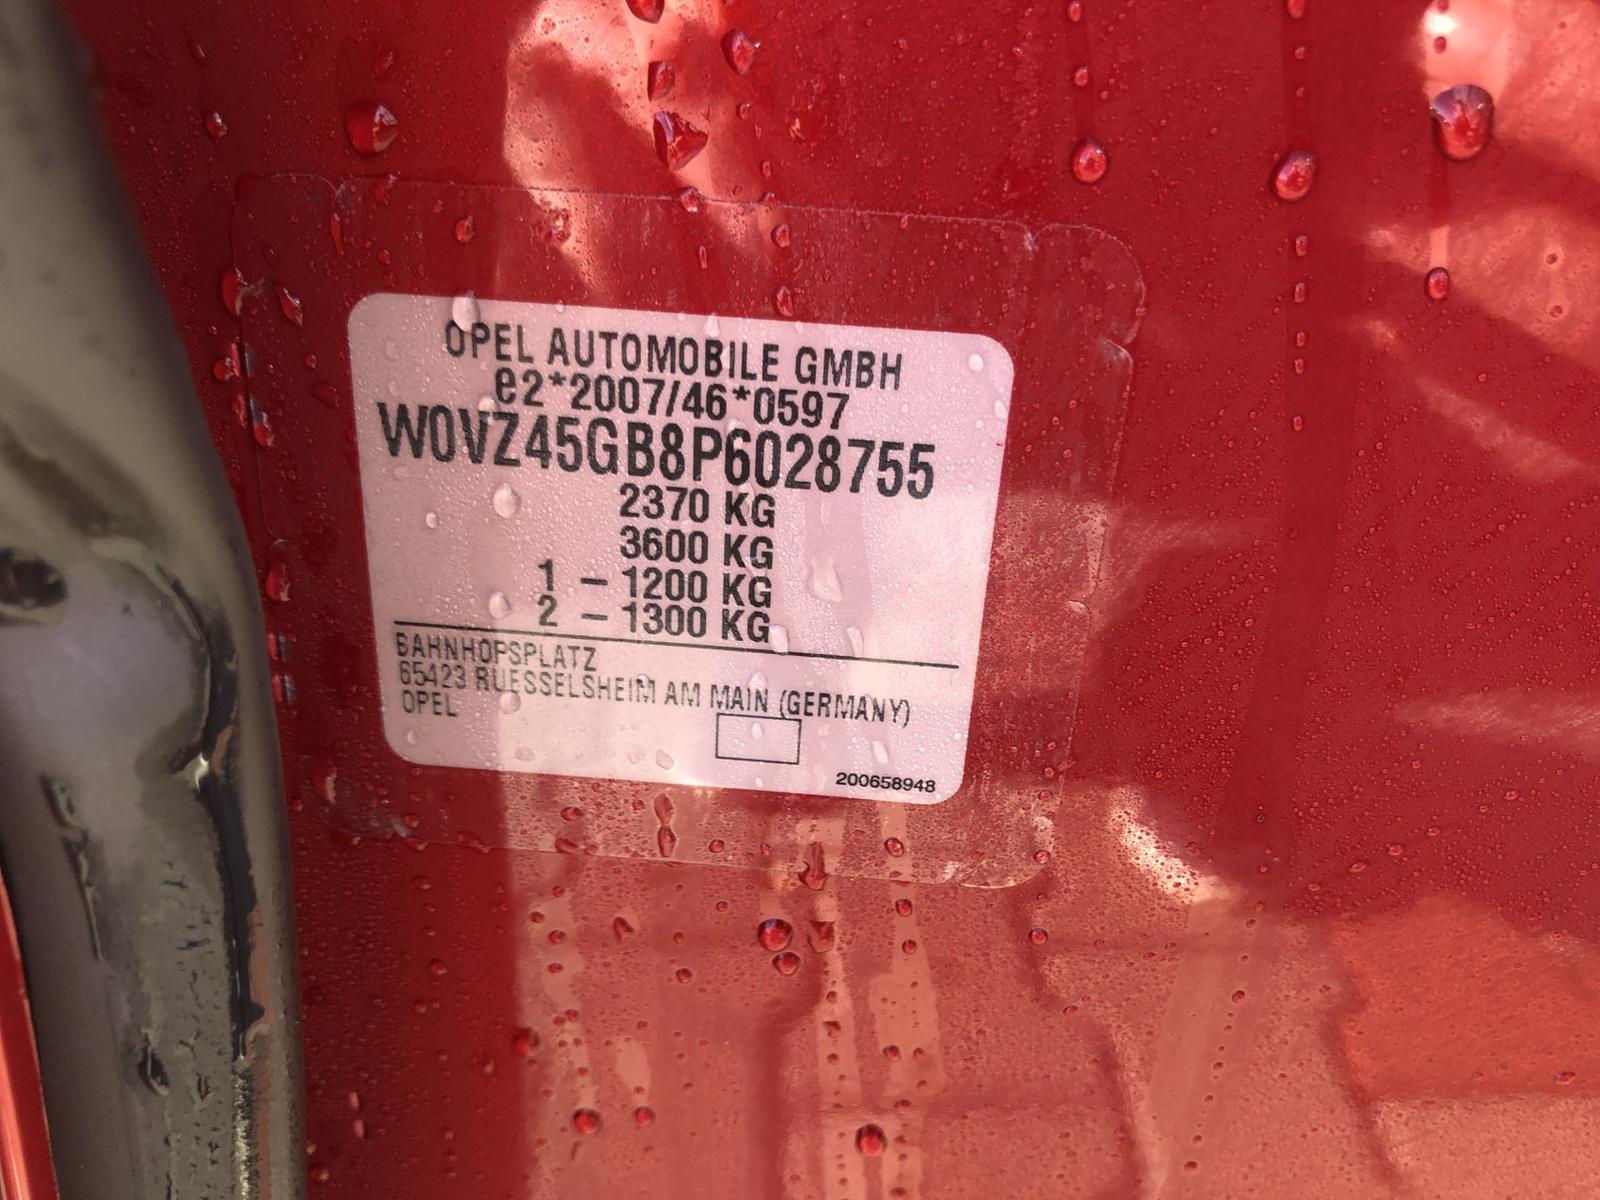 OPEL AUTOMOBILE GMBH
e2*2007/46*0597
W0VZ45GB8P6028755
2370 KG
3600 KG
1 – 1200 KG
2 – 1300 KG
BAHNHOPSPLATZ
65423 RUESSELSHEIM AM MAIN (GERMANY)
OPEL
200658948